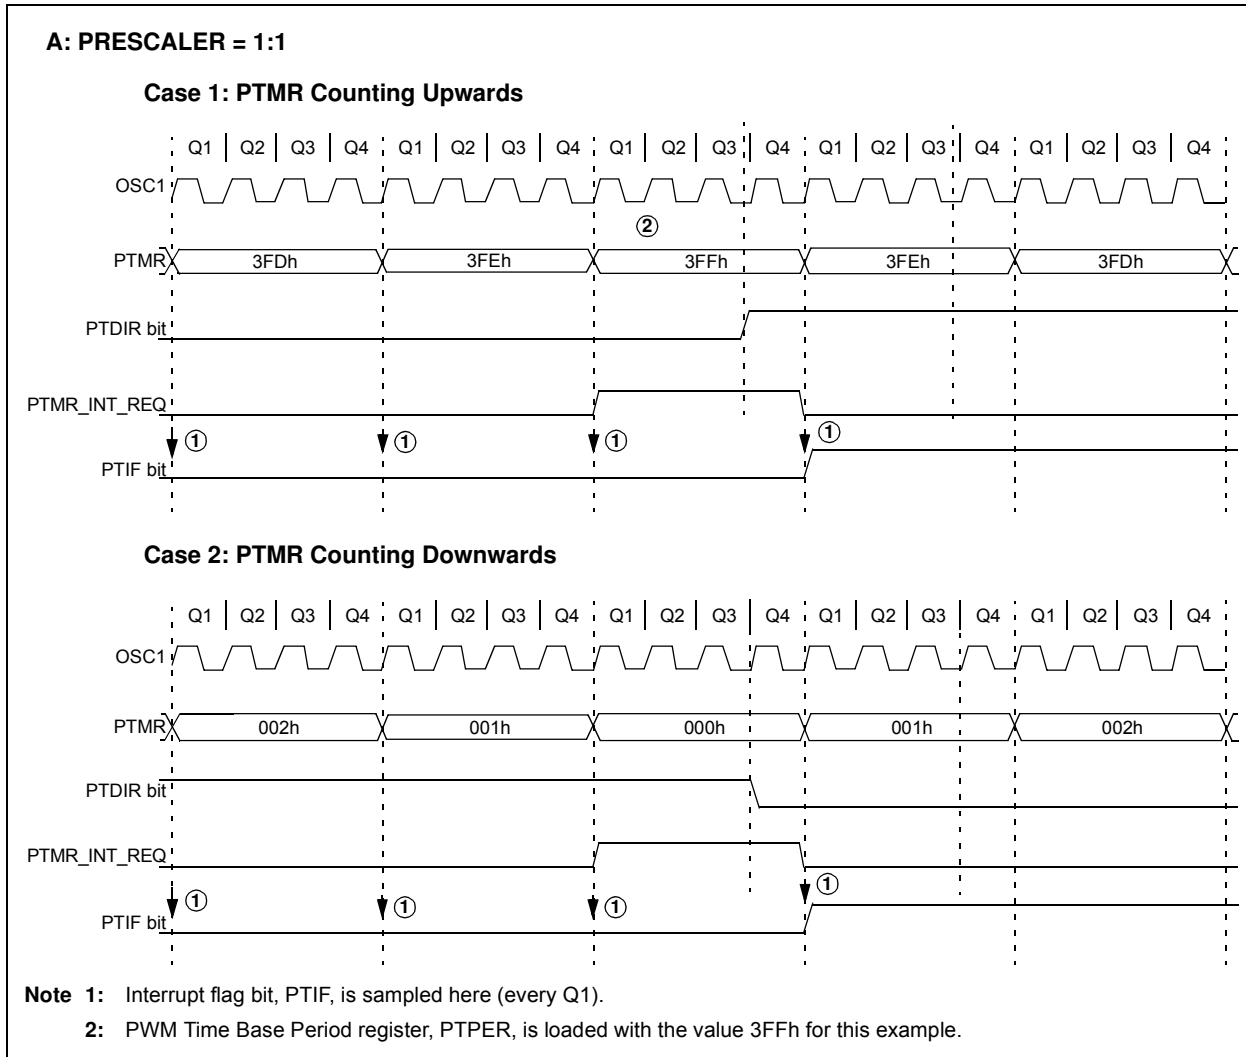 A: PRESCALER = 1:1
Case 1: PTMR Counting Upwards
Q1 Q2 Q3 Q4 Q1 Q2 Q3 Q4 Q1 Q2 Q3 Q4 Q1 Q2 Q3 Q4 Q1 Q2 Q3 Q4
OSC1
2
PTMR 3FDh 3FEh 3FFh 3FEh 3FDh
PTDIR bit
PTMR_INT_REQ
1 1 1 1
PTIF bit
Case 2: PTMR Counting Downwards
Q1 Q2 Q3 Q4 Q1 Q2 Q3 Q4 Q1 Q2 Q3 Q4 Q1 Q2 Q3 Q4 Q1 Q2 Q3 Q4
OSC1
PTMR 002h 001h 000h 001h 002h
PTDIR bit
PTMR_INT_REQ
1 1 1 1
PTIF bit
Note 1: Interrupt flag bit, PTIF, is sampled here (every Q1).
2: PWM Time Base Period register, PTPER, is loaded with the value 3FFh for this example.